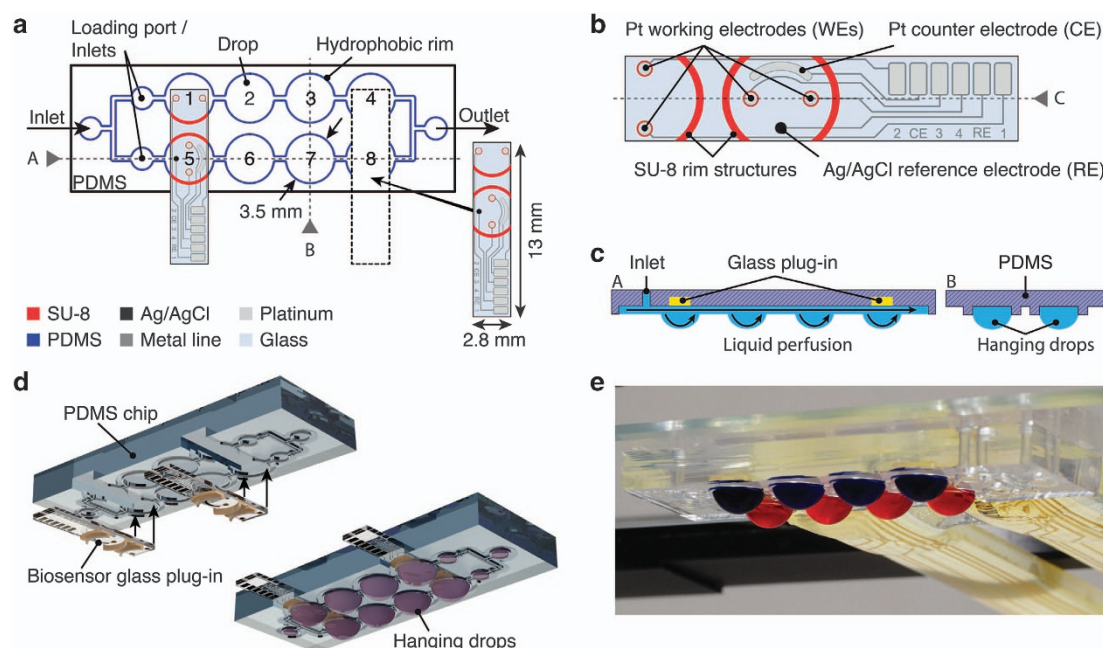 a
Loading port /
Inlets
Drop
Hydrophobic rim
1
2
3
4
Inlet
Outlet
A
5
6
7
8
PDMS
3.5 mm
B
13 mm
2.8 mm
SU-8
Ag/AgCl
Platinum
PDMS
Metal line
Glass
b
Pt working electrodes (WEs)
Pt counter electrode (CE)
C
2 CE 3 4 RE 1
SU-8 rim structures
Ag/AgCl reference electrode (RE)
c
A
Inlet
Glass plug-in
B
PDMS
Liquid perfusion
Hanging drops
d
PDMS chip
Biosensor glass plug-in
Hanging drops
e